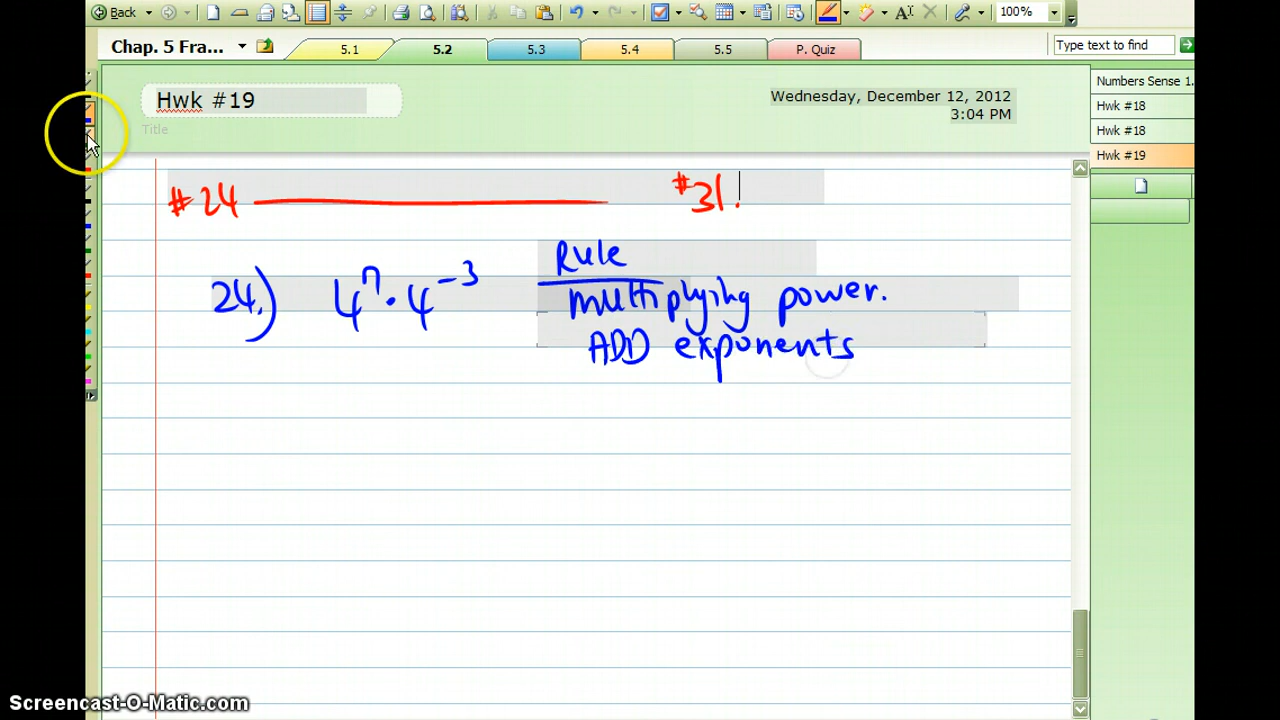 Back 100%
Chap. 5 Fra... 5.1 5.2 5.3 5.4 5.5 P. Quiz Type text to find
Hwk #19
Title
Wednesday, December 12, 2012
3:04 PM
Numbers Sense 1.
Hwk #18
Hwk #18
Hwk #19
#24 #31.
24.) 4^7 · 4^-3 Rule
multiplying power.
ADD exponents
Screencast-O-Matic.com